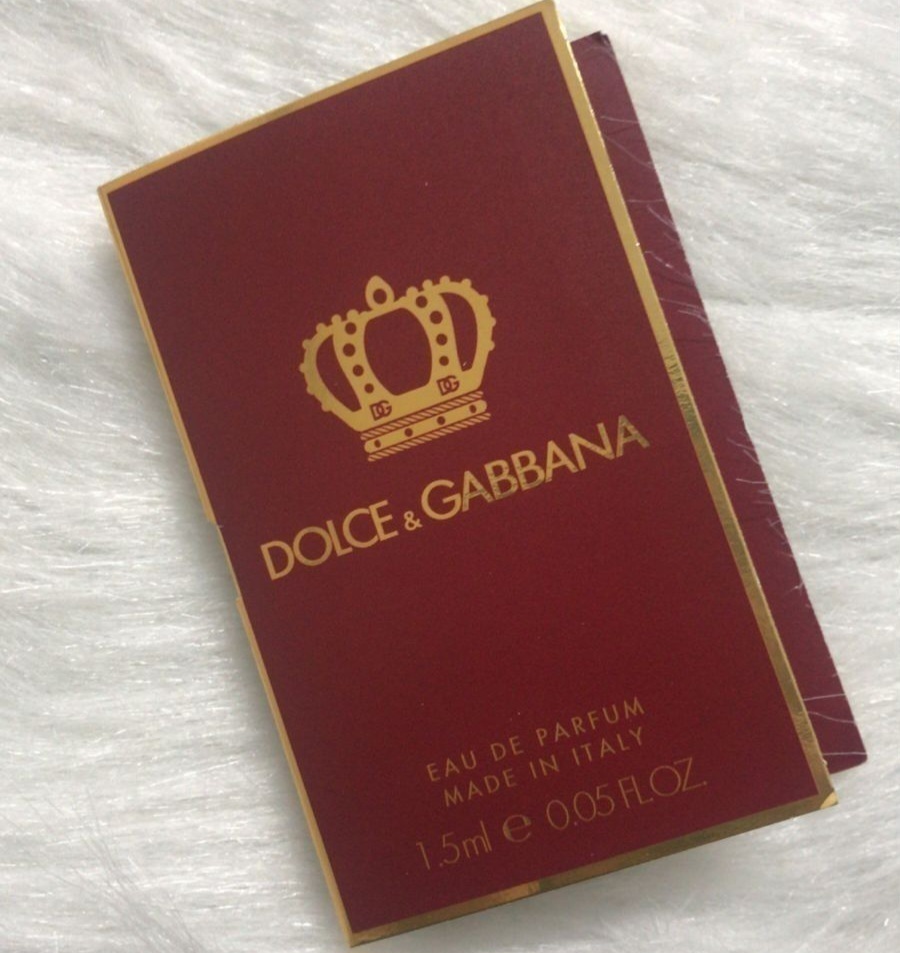 DG DG
DOLCE & GABBANA
EAU DE PARFUM
MADE IN ITALY
1.5ml e 0.05 FL.OZ.